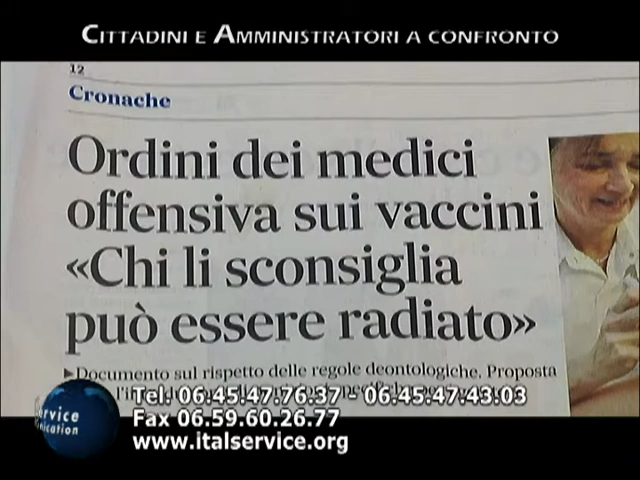 CITTADINI E AMMINISTRATORI A CONFRONTO
12
Cronache
Ordini dei medici
offensiva sui vaccini
«Chi li sconsiglia
può essere radiato»
▸Documento sul rispetto delle regole deontologiche. Proposta
Tel. 06.45.47.76.37 - 06.45.47.43.03
Fax 06.59.60.26.77
www.italservice.org